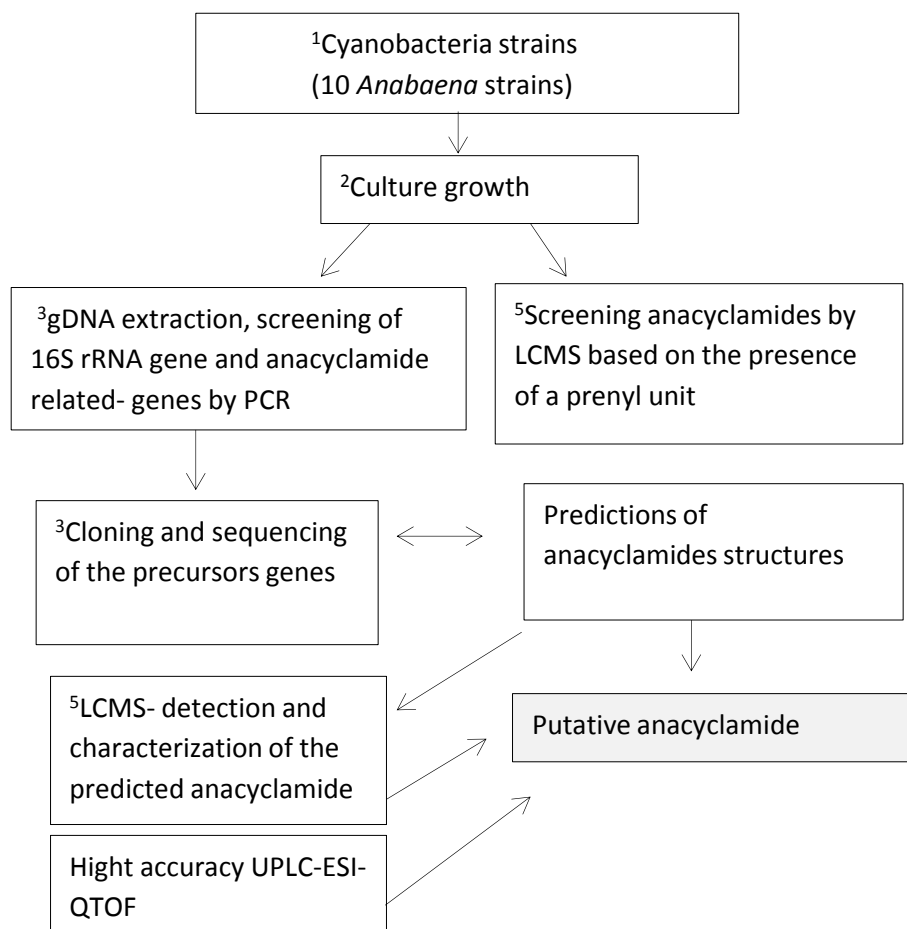 ¹Cyanobacteria strains
(10 Anabaena strains)
²Culture growth
³gDNA extraction, screening of
16S rRNA gene and anacyclamide
related- genes by PCR
⁵Screening anacyclamides by
LCMS based on the presence
of a prenyl unit
³Cloning and sequencing
of the precursors genes
Predictions of
anacyclamides structures
⁵LCMS- detection and
characterization of the
predicted anacyclamide
Putative anacyclamide
Hight accuracy UPLC-ESI-
QTOF